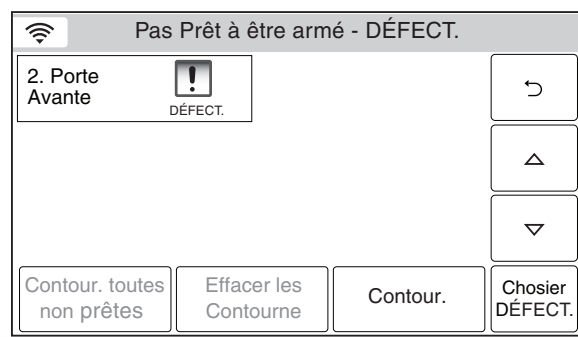 Pas Prêt à être armé - DÉFECT.
2. Porte
Avante
DÉFECT.
Contour. toutes
non prêtes
Effacer les
Contourne
Contour.
Chosier
DÉFECT.